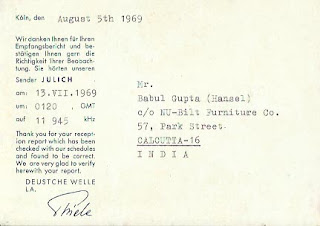 Köln, den August 5th 1969
Wir danken Ihnen für Ihren
Empfangsbericht und be-
stätigen Ihnen gern die
Richtigkeit Ihrer Beobach-
tung. Sie hörten unseren
Sender JÜLICH
am: 13.VII.1969
um: 0120 GMT
auf 11 945 kHz
Thank you for your recept-
ion report which has been
checked with our schedules
and found to be correct.
We are very glad to verify
herewith your report.
DEUTSCHE WELLE
I.A.
Mr.
Babul Gupta (Hansel)
c/o NU-Bilt Furniture Co.
57, Park Street
CALCUTTA-16
I N D I A